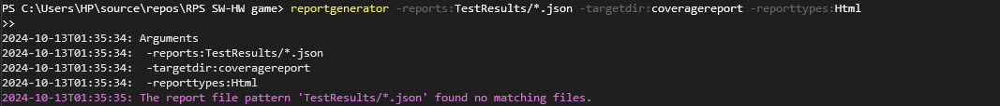 PS C:\Users\HP\source\repos\RPS SW-HW game> reportgenerator -reports:TestResults/*.json -targetdir:coveragereport -reporttypes:Html
>>
2024-10-13T01:35:34: Arguments
2024-10-13T01:35:34:  -reports:TestResults/*.json
2024-10-13T01:35:34:  -targetdir:coveragereport
2024-10-13T01:35:34:  -reporttypes:Html
2024-10-13T01:35:35: The report file pattern 'TestResults/*.json' found no matching files.